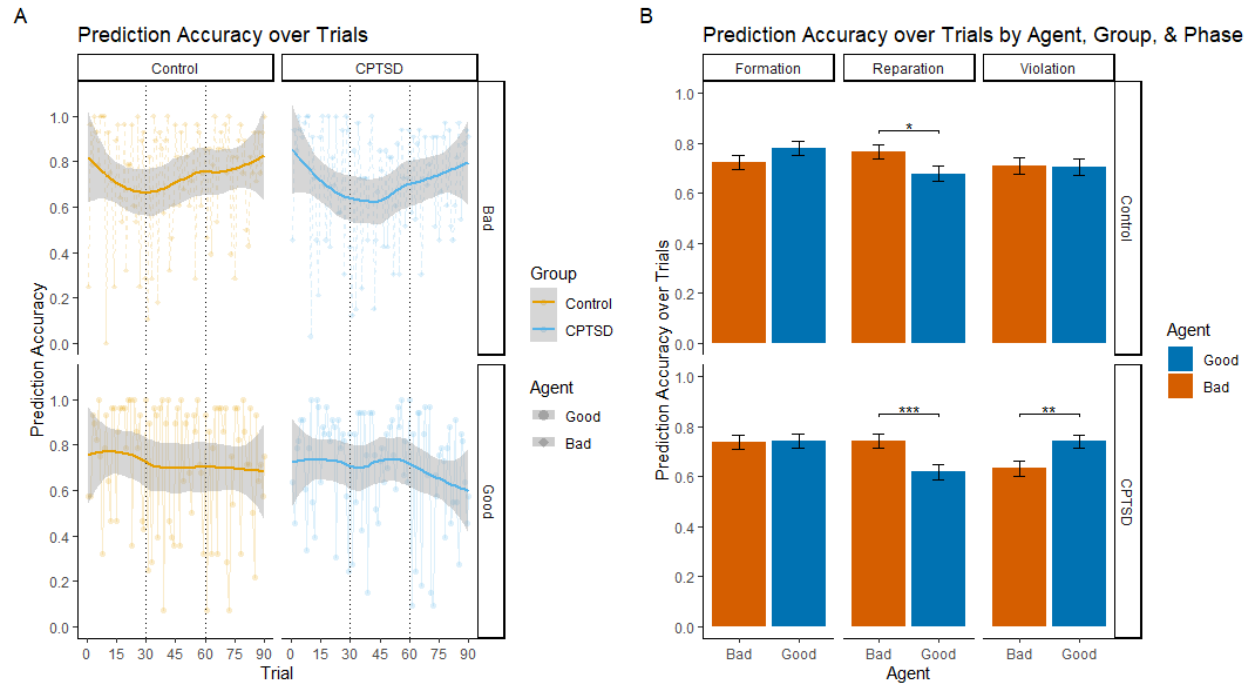 A
Prediction Accuracy over Trials
Control
CPTSD
Prediction Accuracy
1.0
0.8
0.6
0.4
0.2
0.0
Bad
1.0
0.8
0.6
0.4
0.2
0.0
Good
0 15 30 45 60 75 90
0 15 30 45 60 75 90
Trial
Group
Control
CPTSD
Agent
Good
Bad
B
Prediction Accuracy over Trials by Agent, Group, & Phase
Formation
Reparation
Violation
Prediction Accuracy over Trials
1.0
0.8
0.6
0.4
0.2
0.0
*
Control
1.0
0.8
0.6
0.4
0.2
0.0
***
**
CPTSD
Bad Good
Bad Good
Bad Good
Agent
Agent
Good
Bad